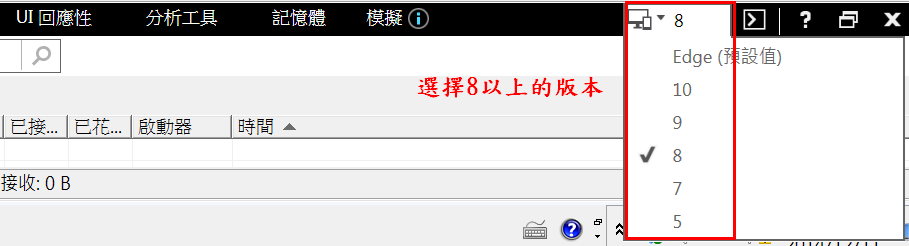 UI 回應性 分析工具 記憶體 模擬 8
Edge (預設值)
選擇8以上的版本
10
已接... 已花... 啟動器 時間
9
8
接收: 0 B
7
5